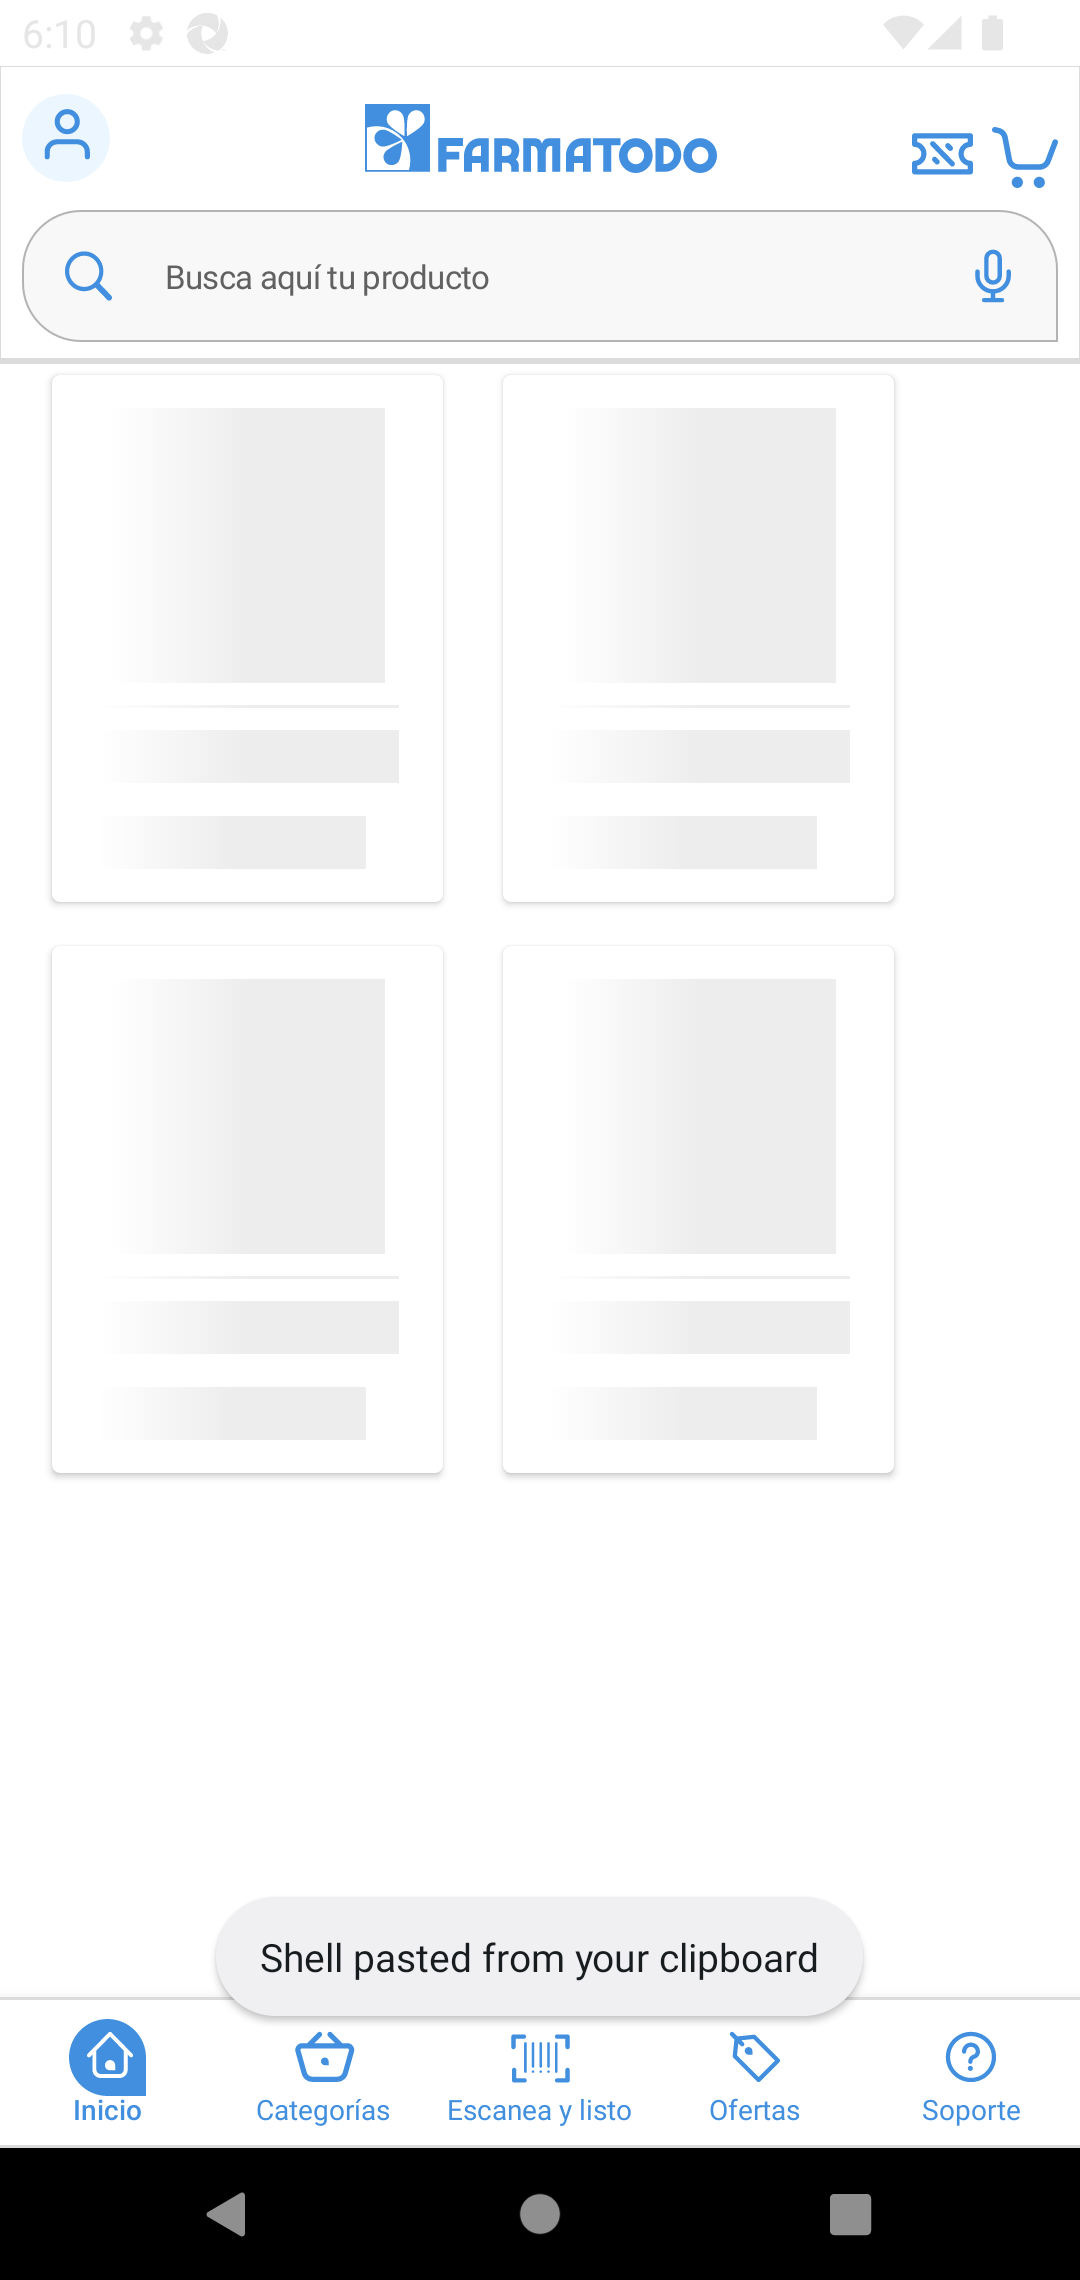 6:10
FARMATODO
Busca aquí tu producto
Shell pasted from your clipboard
Inicio
Categorías
Escanea y listo
Ofertas
Soporte